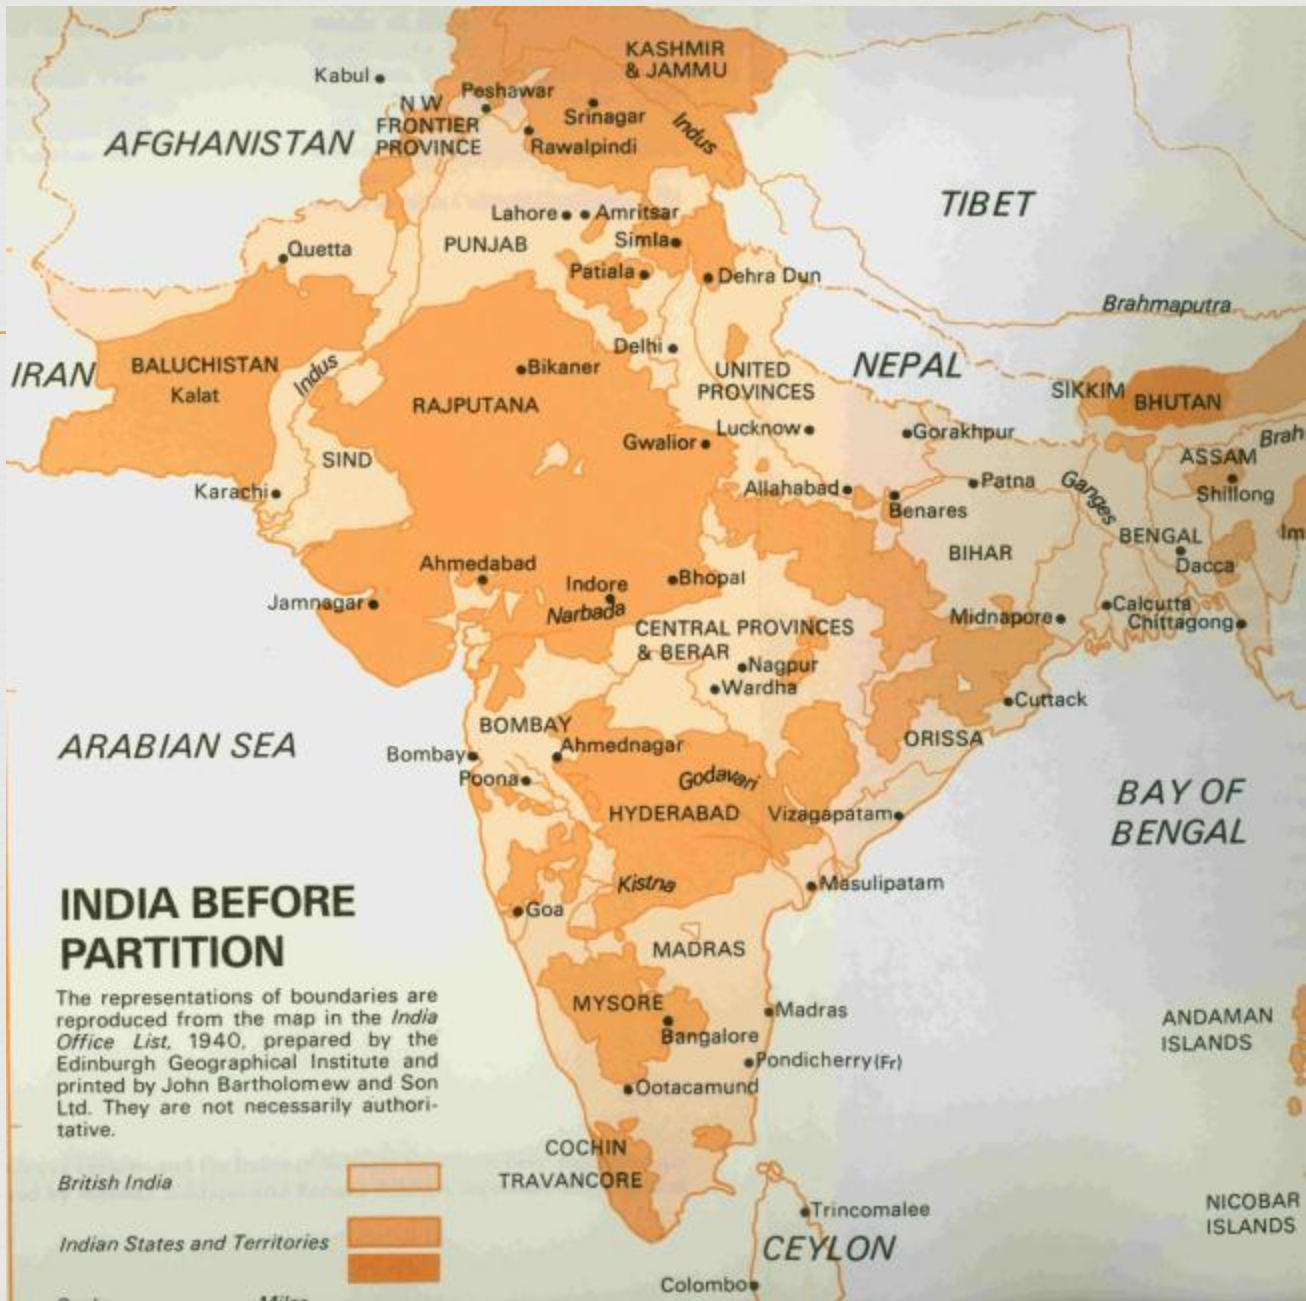 KASHMIR
& JAMMU
Kabul
Peshawar
N W
FRONTIER
PROVINCE
Srinagar
Indus
AFGHANISTAN
Rawalpindi
TIBET
Lahore
Amritsar
PUNJAB
Simla
Quetta
Patiala
Dehra Dun
Brahmaputra
Delhi
IRAN
BALUCHISTAN
Kalat
Indus
Bikaner
RAJPUTANA
UNITED
PROVINCES
NEPAL
SIKKIM
BHUTAN
Gwalior
Lucknow
Gorakhpur
Brah
SIND
ASSAM
Karachi
Allahabad
Patna
Ganges
Shillong
Benares
BIHAR
BENGAL
Im
Dacca
Ahmedabad
Indore
Bhopal
Jamnagar
Narbada
Midnapore
Calcutta
Chittagong
CENTRAL PROVINCES
& BERAR
Nagpur
Wardha
Cuttack
ARABIAN SEA
BOMBAY
Bombay
Ahmednagar
ORISSA
Poona
Godavari
HYDERABAD
Vizagapatam
BAY OF
BENGAL
Kistna
Masulipatam
Goa
MADRAS
MYSORE
Bangalore
Madras
Pondicherry (Fr)
Ootacamund
ANDAMAN
ISLANDS
COCHIN
TRAVANCORE
Trincomalee
NICOBAR
ISLANDS
CEYLON
Colombo
INDIA BEFORE
PARTITION
The representations of boundaries are
reproduced from the map in the India
Office List, 1940, prepared by the
Edinburgh Geographical Institute and
printed by John Bartholomew and Son
Ltd. They are not necessarily authori-
tative.
British India
Indian States and Territories
Miles